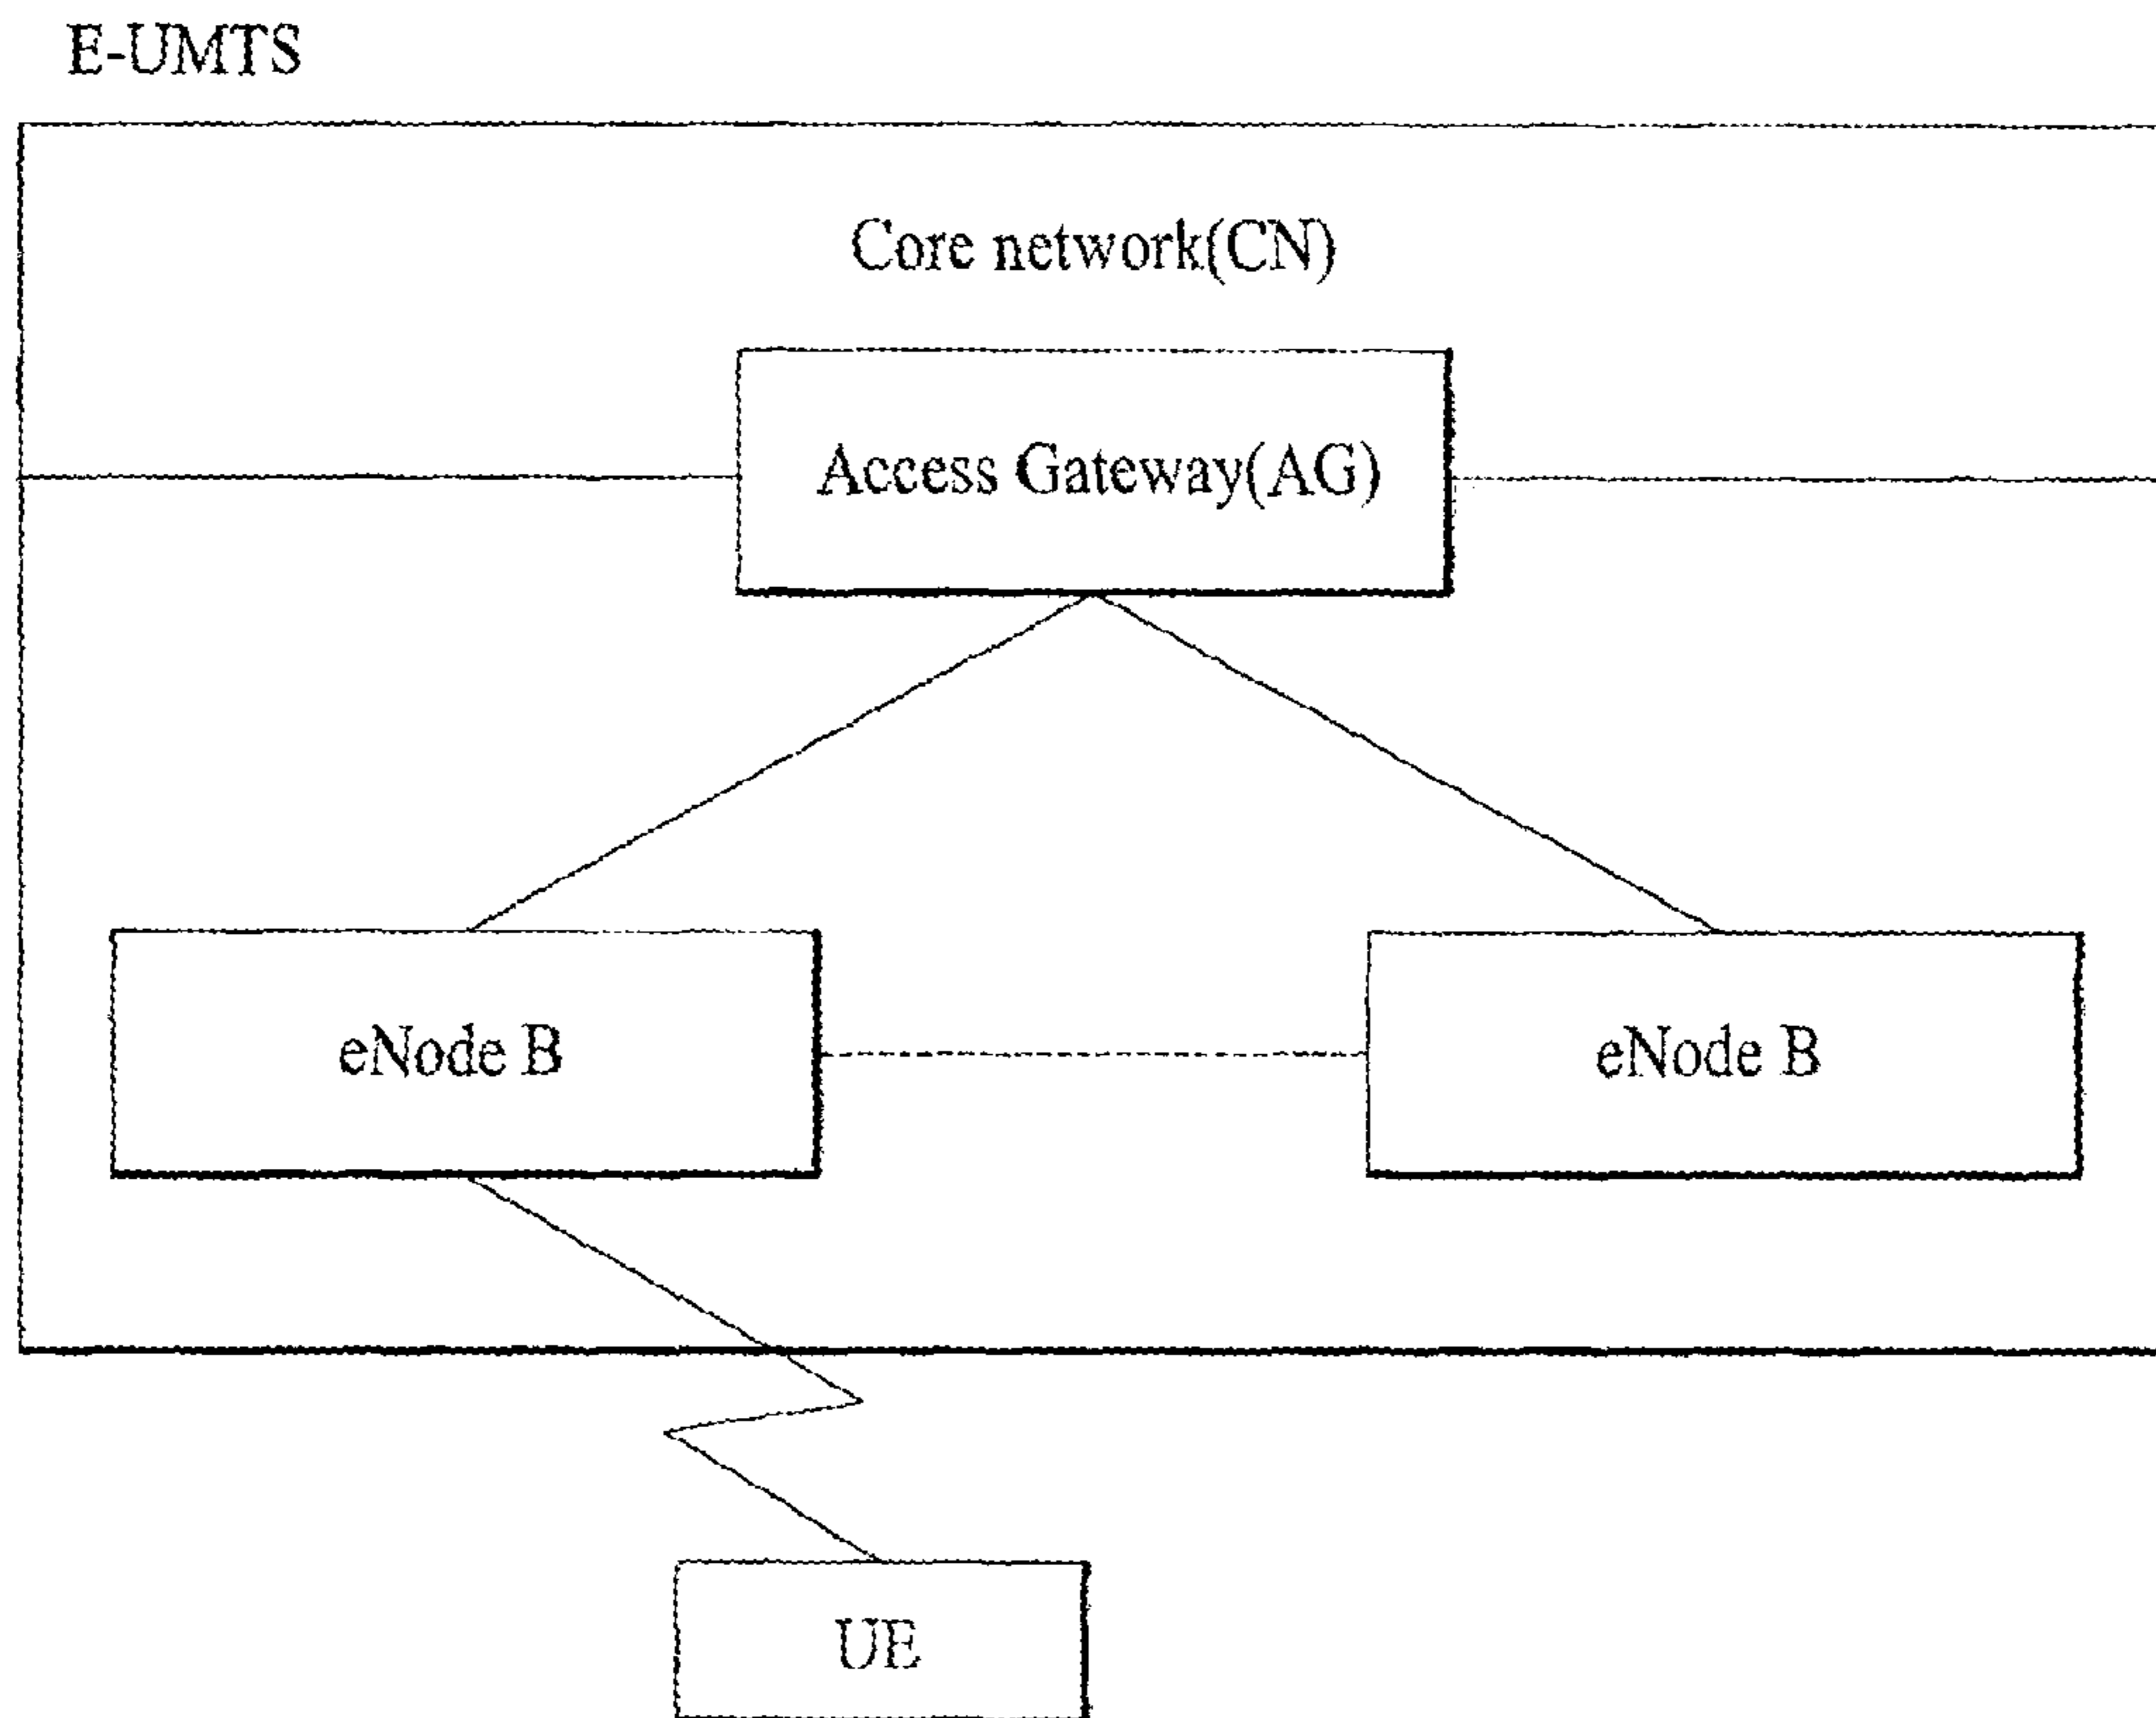 E-UMTS
Core network(CN)
Access Gateway(AG)
eNode B
eNode B
UE